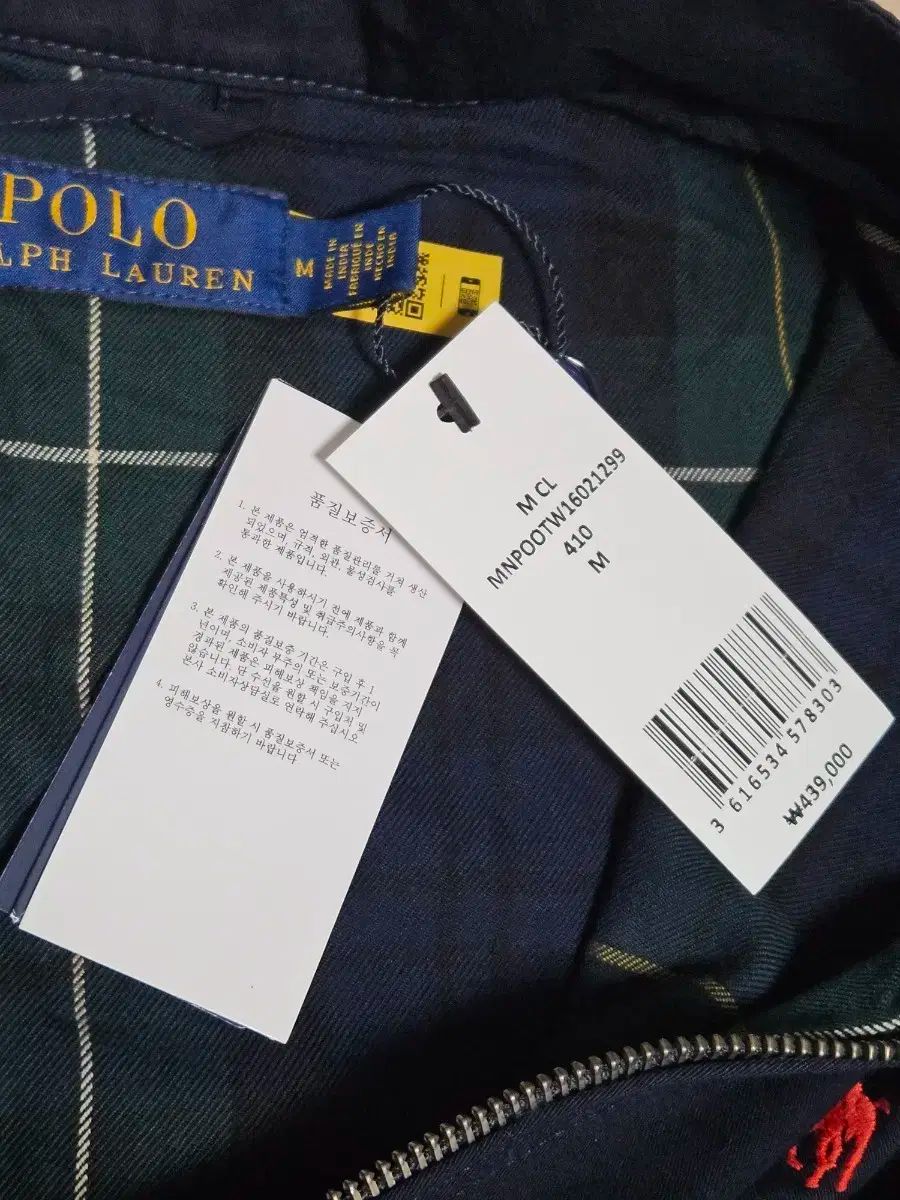 POLO
LPH LAUREN
M
MADE IN
INDIA
FABRIQUÉ EN
INDE
HECHO EN
INDIA
품질보증서
1. 본 제품은 엄격한 품질관리를 거쳐 생산
되었으며, 규격, 외관, 물성검사를
통과한 제품입니다.
2. 본 제품을 사용하시기 전에 제품과 함께
제공된 제품특성 및 취급주의사항을 꼭
확인해 주시기 바랍니다.
3. 본 제품의 품질보증 기간은 구입 후 1
년이며, 소비자 부주의 또는 보증기간이
경과된 제품은 피해보상 책임을 지지
않습니다. 단 수선을 원할 시 구입처 및
본사 소비자상담실로 연락해 주십시오
4. 피해보상을 원할 시 품질보증서 또는
영수증을 지참하기 바랍니다
M CL
MNPOOTW16021299
410
M
3 616534 578303
₩439,000